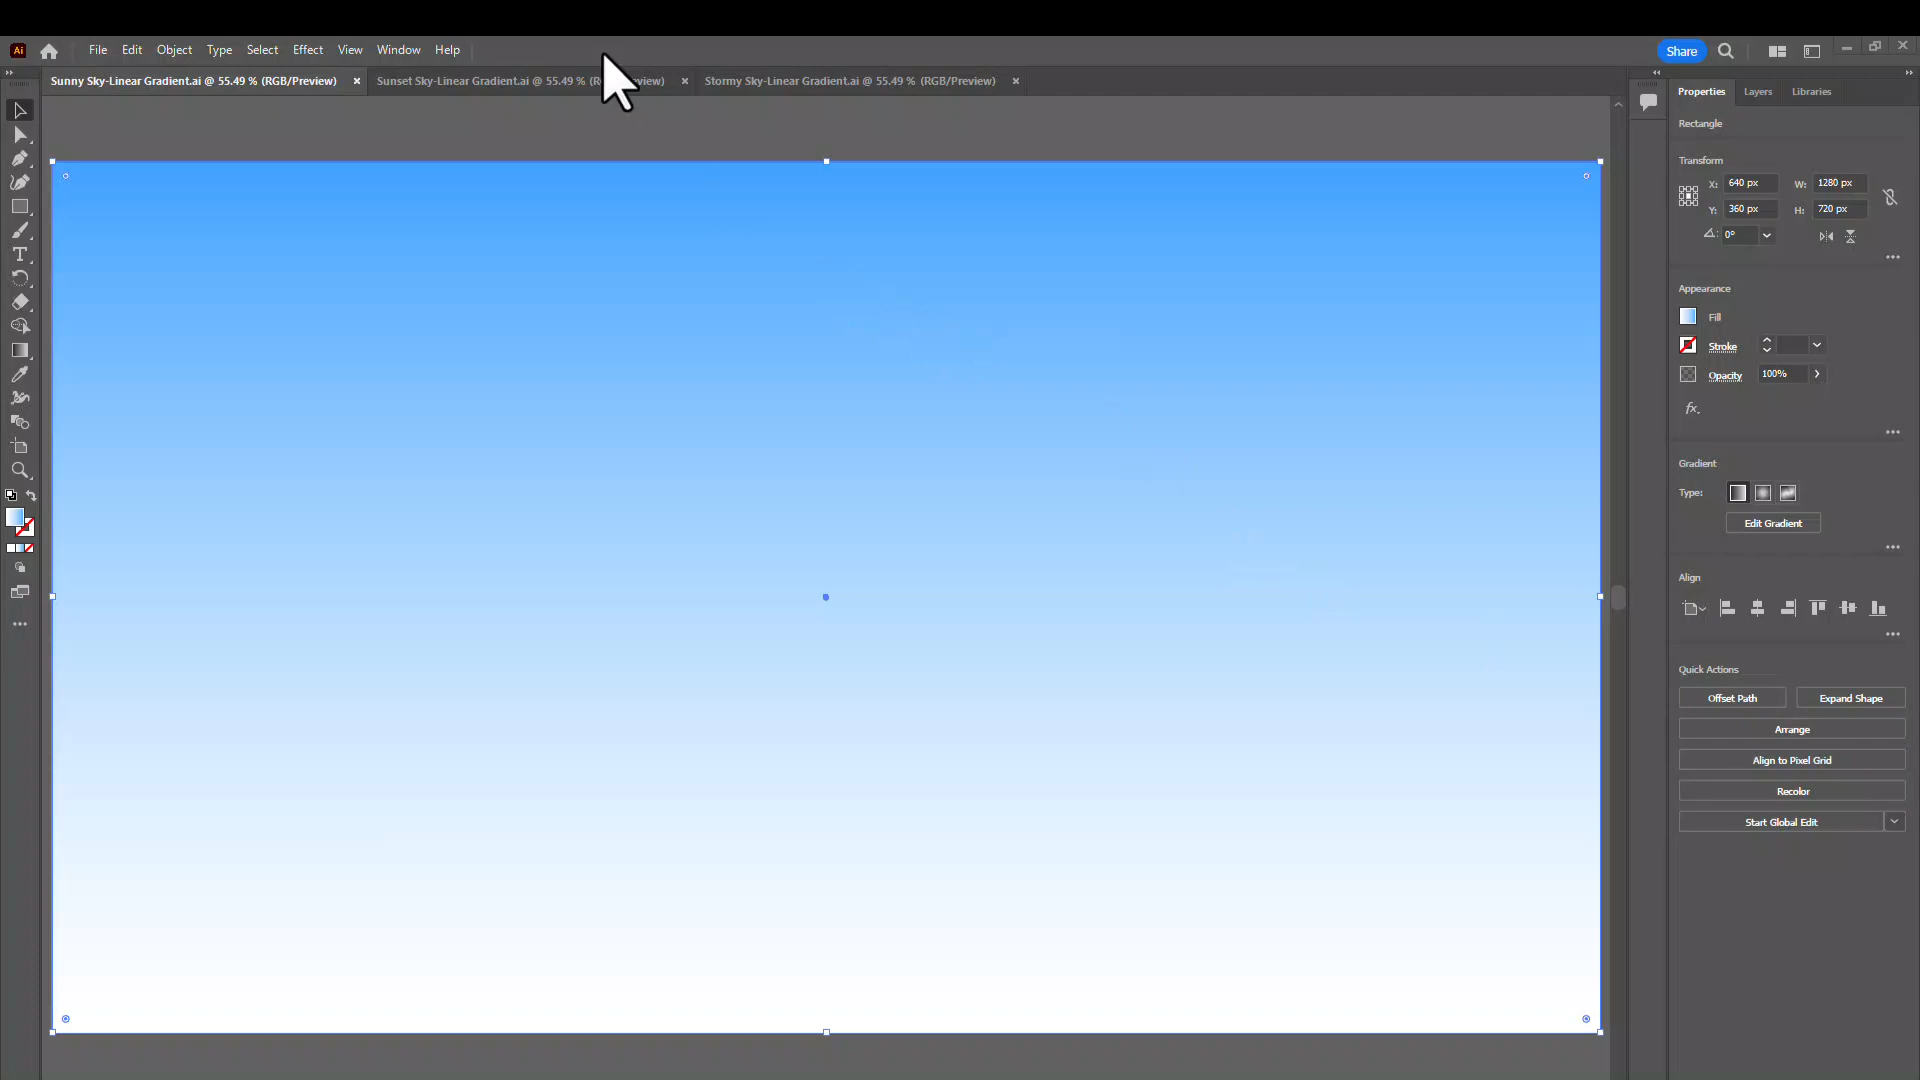 Ai File Edit Object Type Select Effect View Window Help Share
Sunny Sky-Linear Gradient.ai @ 55.49 % (RGB/Preview) Sunset Sky-Linear Gradient.ai @ 55.49 % Stormy Sky-Linear Gradient.ai @ 55.49 % (RGB/Preview)
Properties Layers Libraries
Rectangle
Transform
X: 640 px W: 1280 px
Y: 360 px H: 720 px
0°
Appearance
Fill
Stroke
Opacity 100%
fx.
Gradient
Type:
Edit Gradient
Align
Quick Actions
Offset Path Expand Shape
Arrange
Align to Pixel Grid
Recolor
Start Global Edit